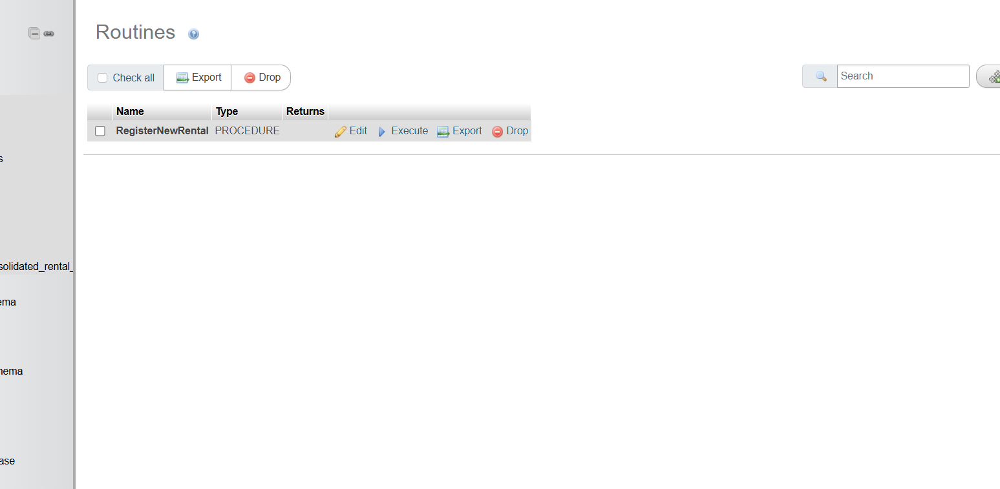 Routines
Check all Export Drop
Search
Name Type Returns
RegisterNewRental PROCEDURE Edit Execute Export Drop
s
solidated_rental_
ema
hema
ase